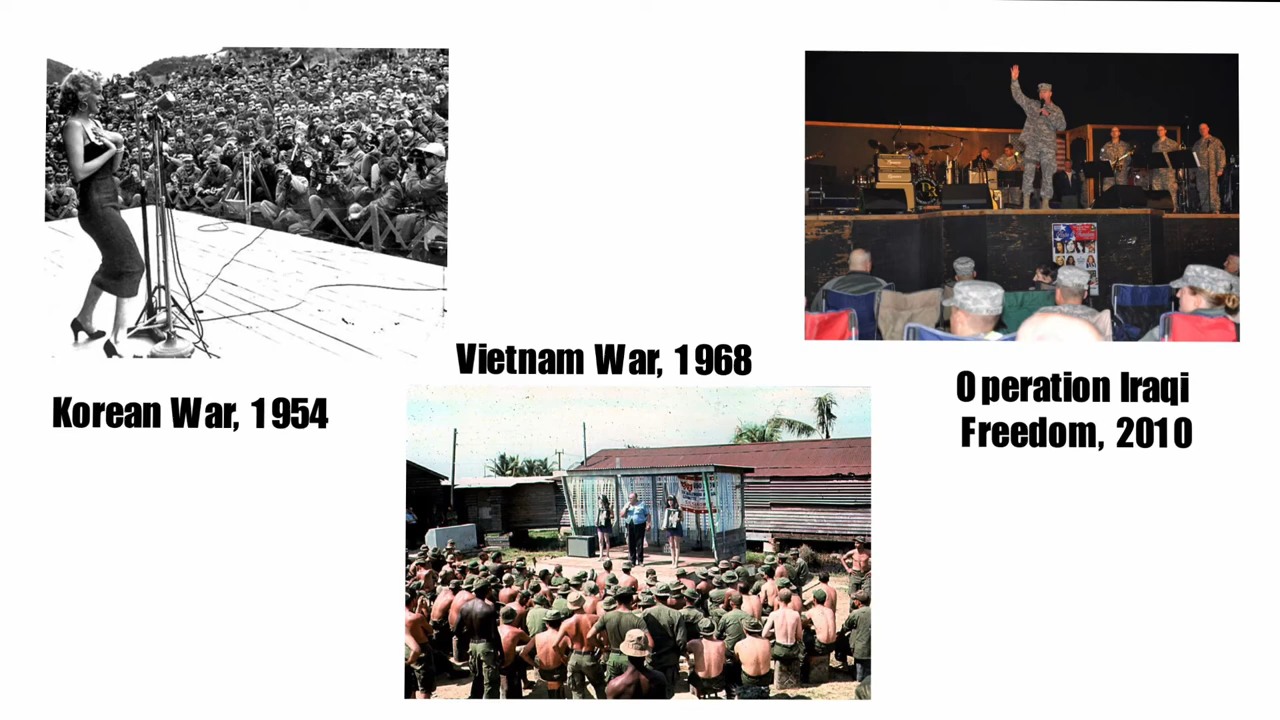 Vietnam War, 1968
Korean War, 1954
Operation Iraqi
Freedom, 2010